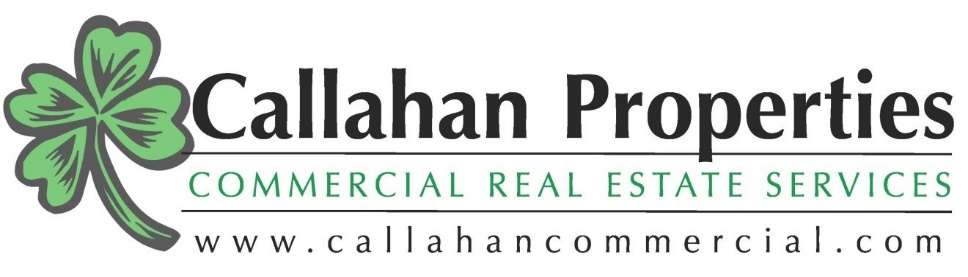 Callahan Properties
COMMERCIAL REAL ESTATE SERVICES
www.callahancommercial.com